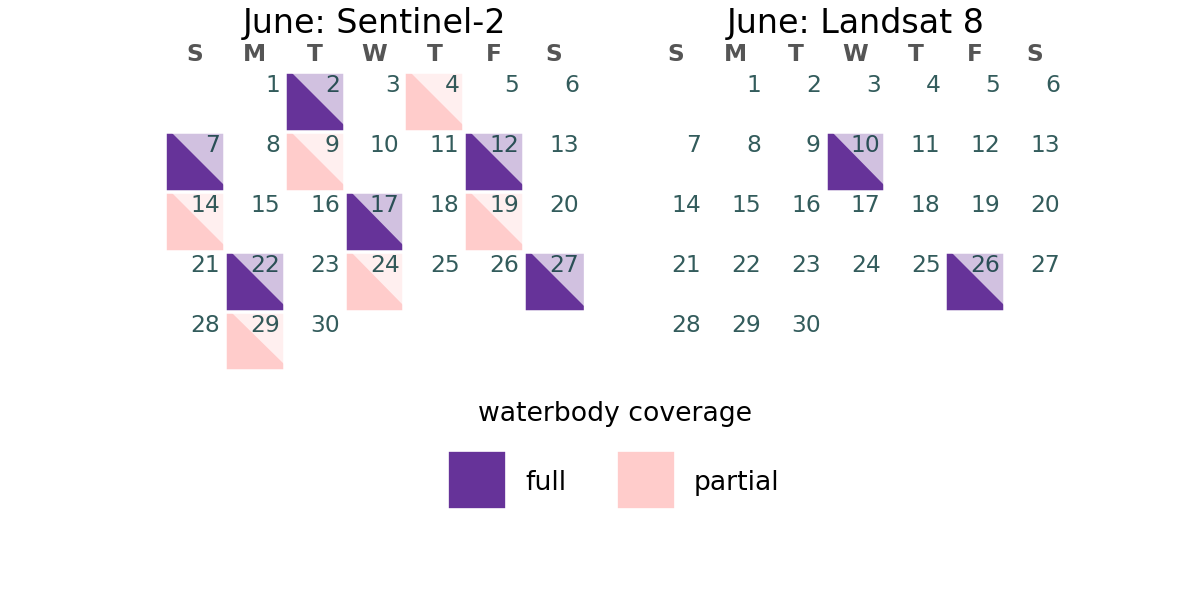 June: Sentinel-2
S M T W T F S
1 2 3 4 5 6
7 8 9 10 11 12 13
14 15 16 17 18 19 20
21 22 23 24 25 26 27
28 29 30
June: Landsat 8
S M T W T F S
1 2 3 4 5 6
7 8 9 10 11 12 13
14 15 16 17 18 19 20
21 22 23 24 25 26 27
28 29 30
waterbody coverage
full partial